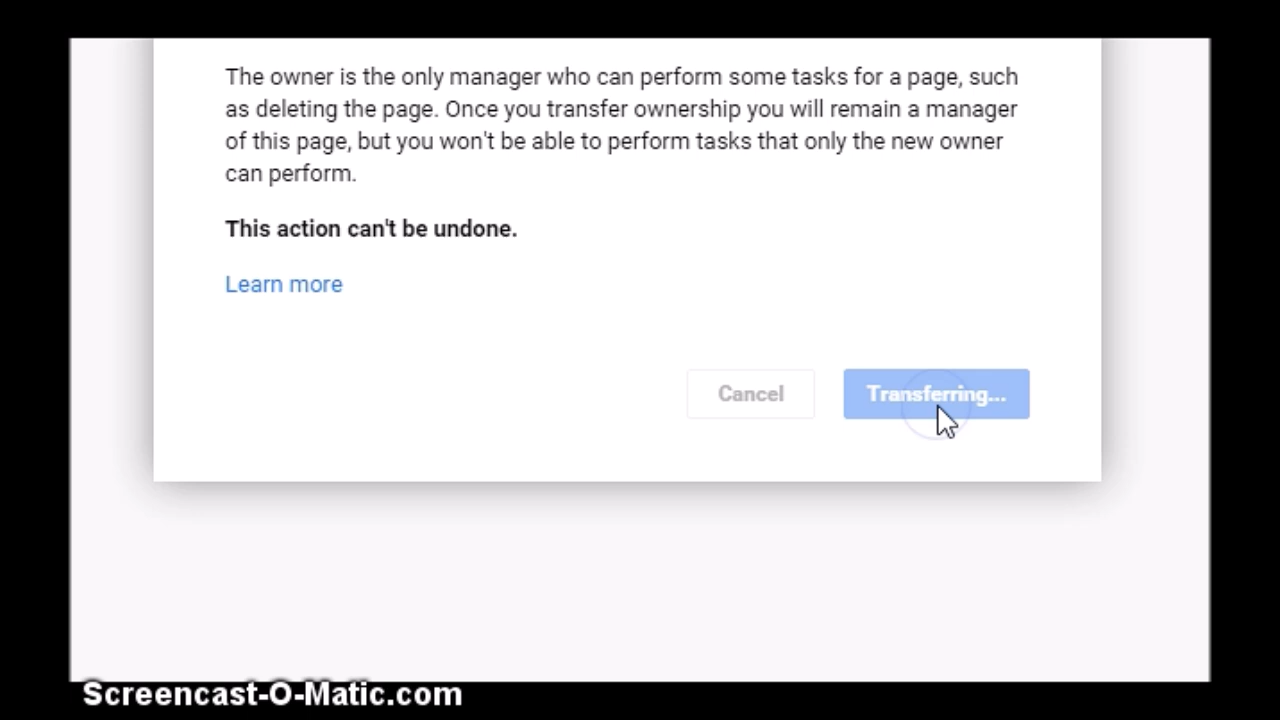 The owner is the only manager who can perform some tasks for a page, such
as deleting the page. Once you transfer ownership you will remain a manager
of this page, but you won't be able to perform tasks that only the new owner
can perform.
This action can't be undone.
Learn more
Cancel
Transferring...
Screencast-O-Matic.com